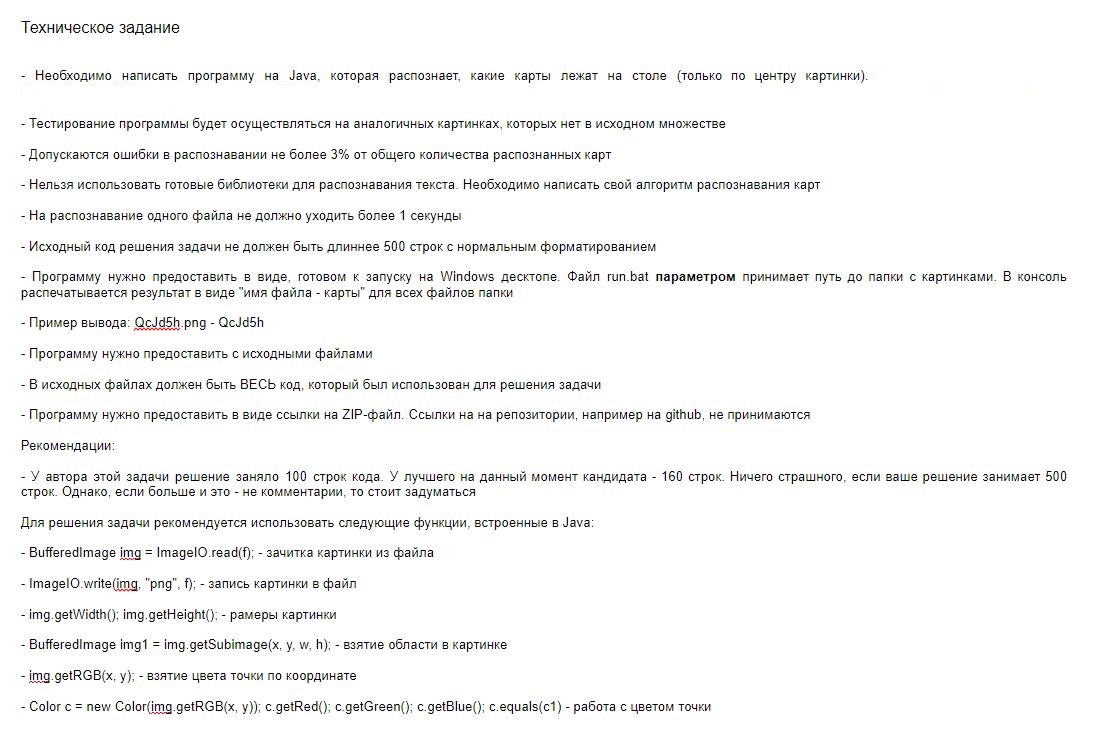 Техническое задание
- Необходимо написать программу на Java, которая распознает, какие карты лежат на столе (только по центру картинки).
- Тестирование программы будет осуществляться на аналогичных картинках, которых нет в исходном множестве
- Допускаются ошибки в распознавании не более 3% от общего количества распознанных карт
- Нельзя использовать готовые библиотеки для распознавания текста. Необходимо написать свой алгоритм распознавания карт
- На распознавание одного файла не должно уходить более 1 секунды
- Исходный код решения задачи не должен быть длиннее 500 строк с нормальным форматированием
- Программу нужно предоставить в виде, готовом к запуску на Windows десктопе. Файл run.bat параметром принимает путь до папки с картинками. В консоль
распечатывается результат в виде "имя файла - карты" для всех файлов папки
- Пример вывода: QcJd5h.png - QcJd5h
- Программу нужно предоставить с исходными файлами
- В исходных файлах должен быть ВЕСЬ код, который был использован для решения задачи
- Программу нужно предоставить в виде ссылки на ZIP-файл. Ссылки на на репозитории, например на github, не принимаются
Рекомендации:
- У автора этой задачи решение заняло 100 строк кода. У лучшего на данный момент кандидата - 160 строк. Ничего страшного, если ваше решение занимает 500
строк. Однако, если больше и это - не комментарии, то стоит задуматься
Для решения задачи рекомендуется использовать следующие функции, встроенные в Java:
- BufferedImage img = ImageIO.read(f); - зачитка картинки из файла
- ImageIO.write(img, "png", f); - запись картинки в файл
- img.getWidth(); img.getHeight(); - рамеры картинки
- BufferedImage img1 = img.getSubimage(x, y, w, h); - взятие области в картинке
- img.getRGB(x, y); - взятие цвета точки по координате
- Color c = new Color(img.getRGB(x, y)); c.getRed(); c.getGreen(); c.getBlue(); c.equals(c1) - работа с цветом точки